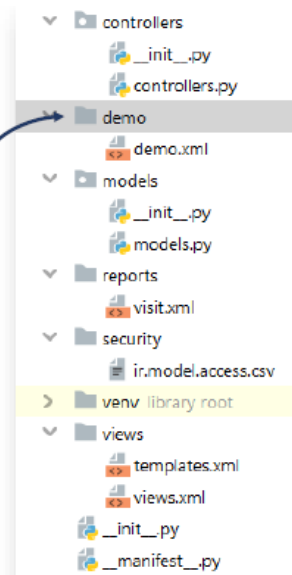 controllers
__init__.py
controllers.py
demo
demo.xml
models
__init__.py
models.py
reports
visit.xml
security
ir.model.access.csv
venv library root
views
templates.xml
views.xml
__init__.py
__manifest__.py